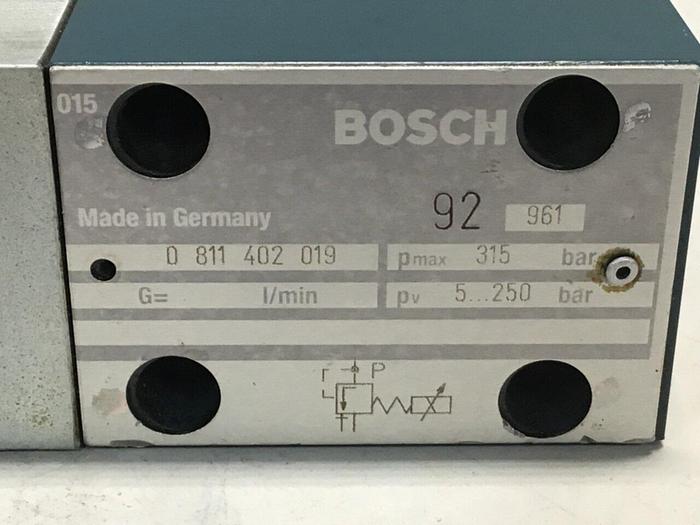 015
BOSCH
Made in Germany 92 961
0 811 402 019 pmax 315 bar
G= l/min pv 5...250 bar
P
T